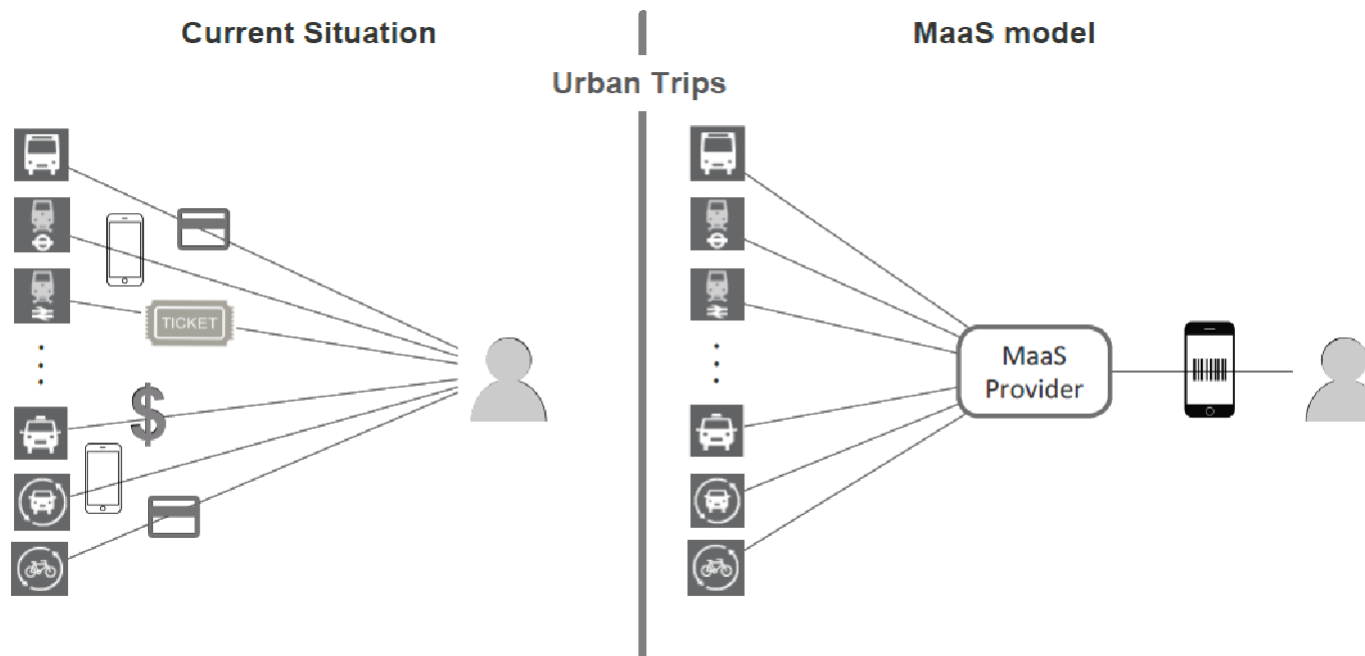 Current Situation
MaaS model
Urban Trips
TICKET
$
MaaS
Provider